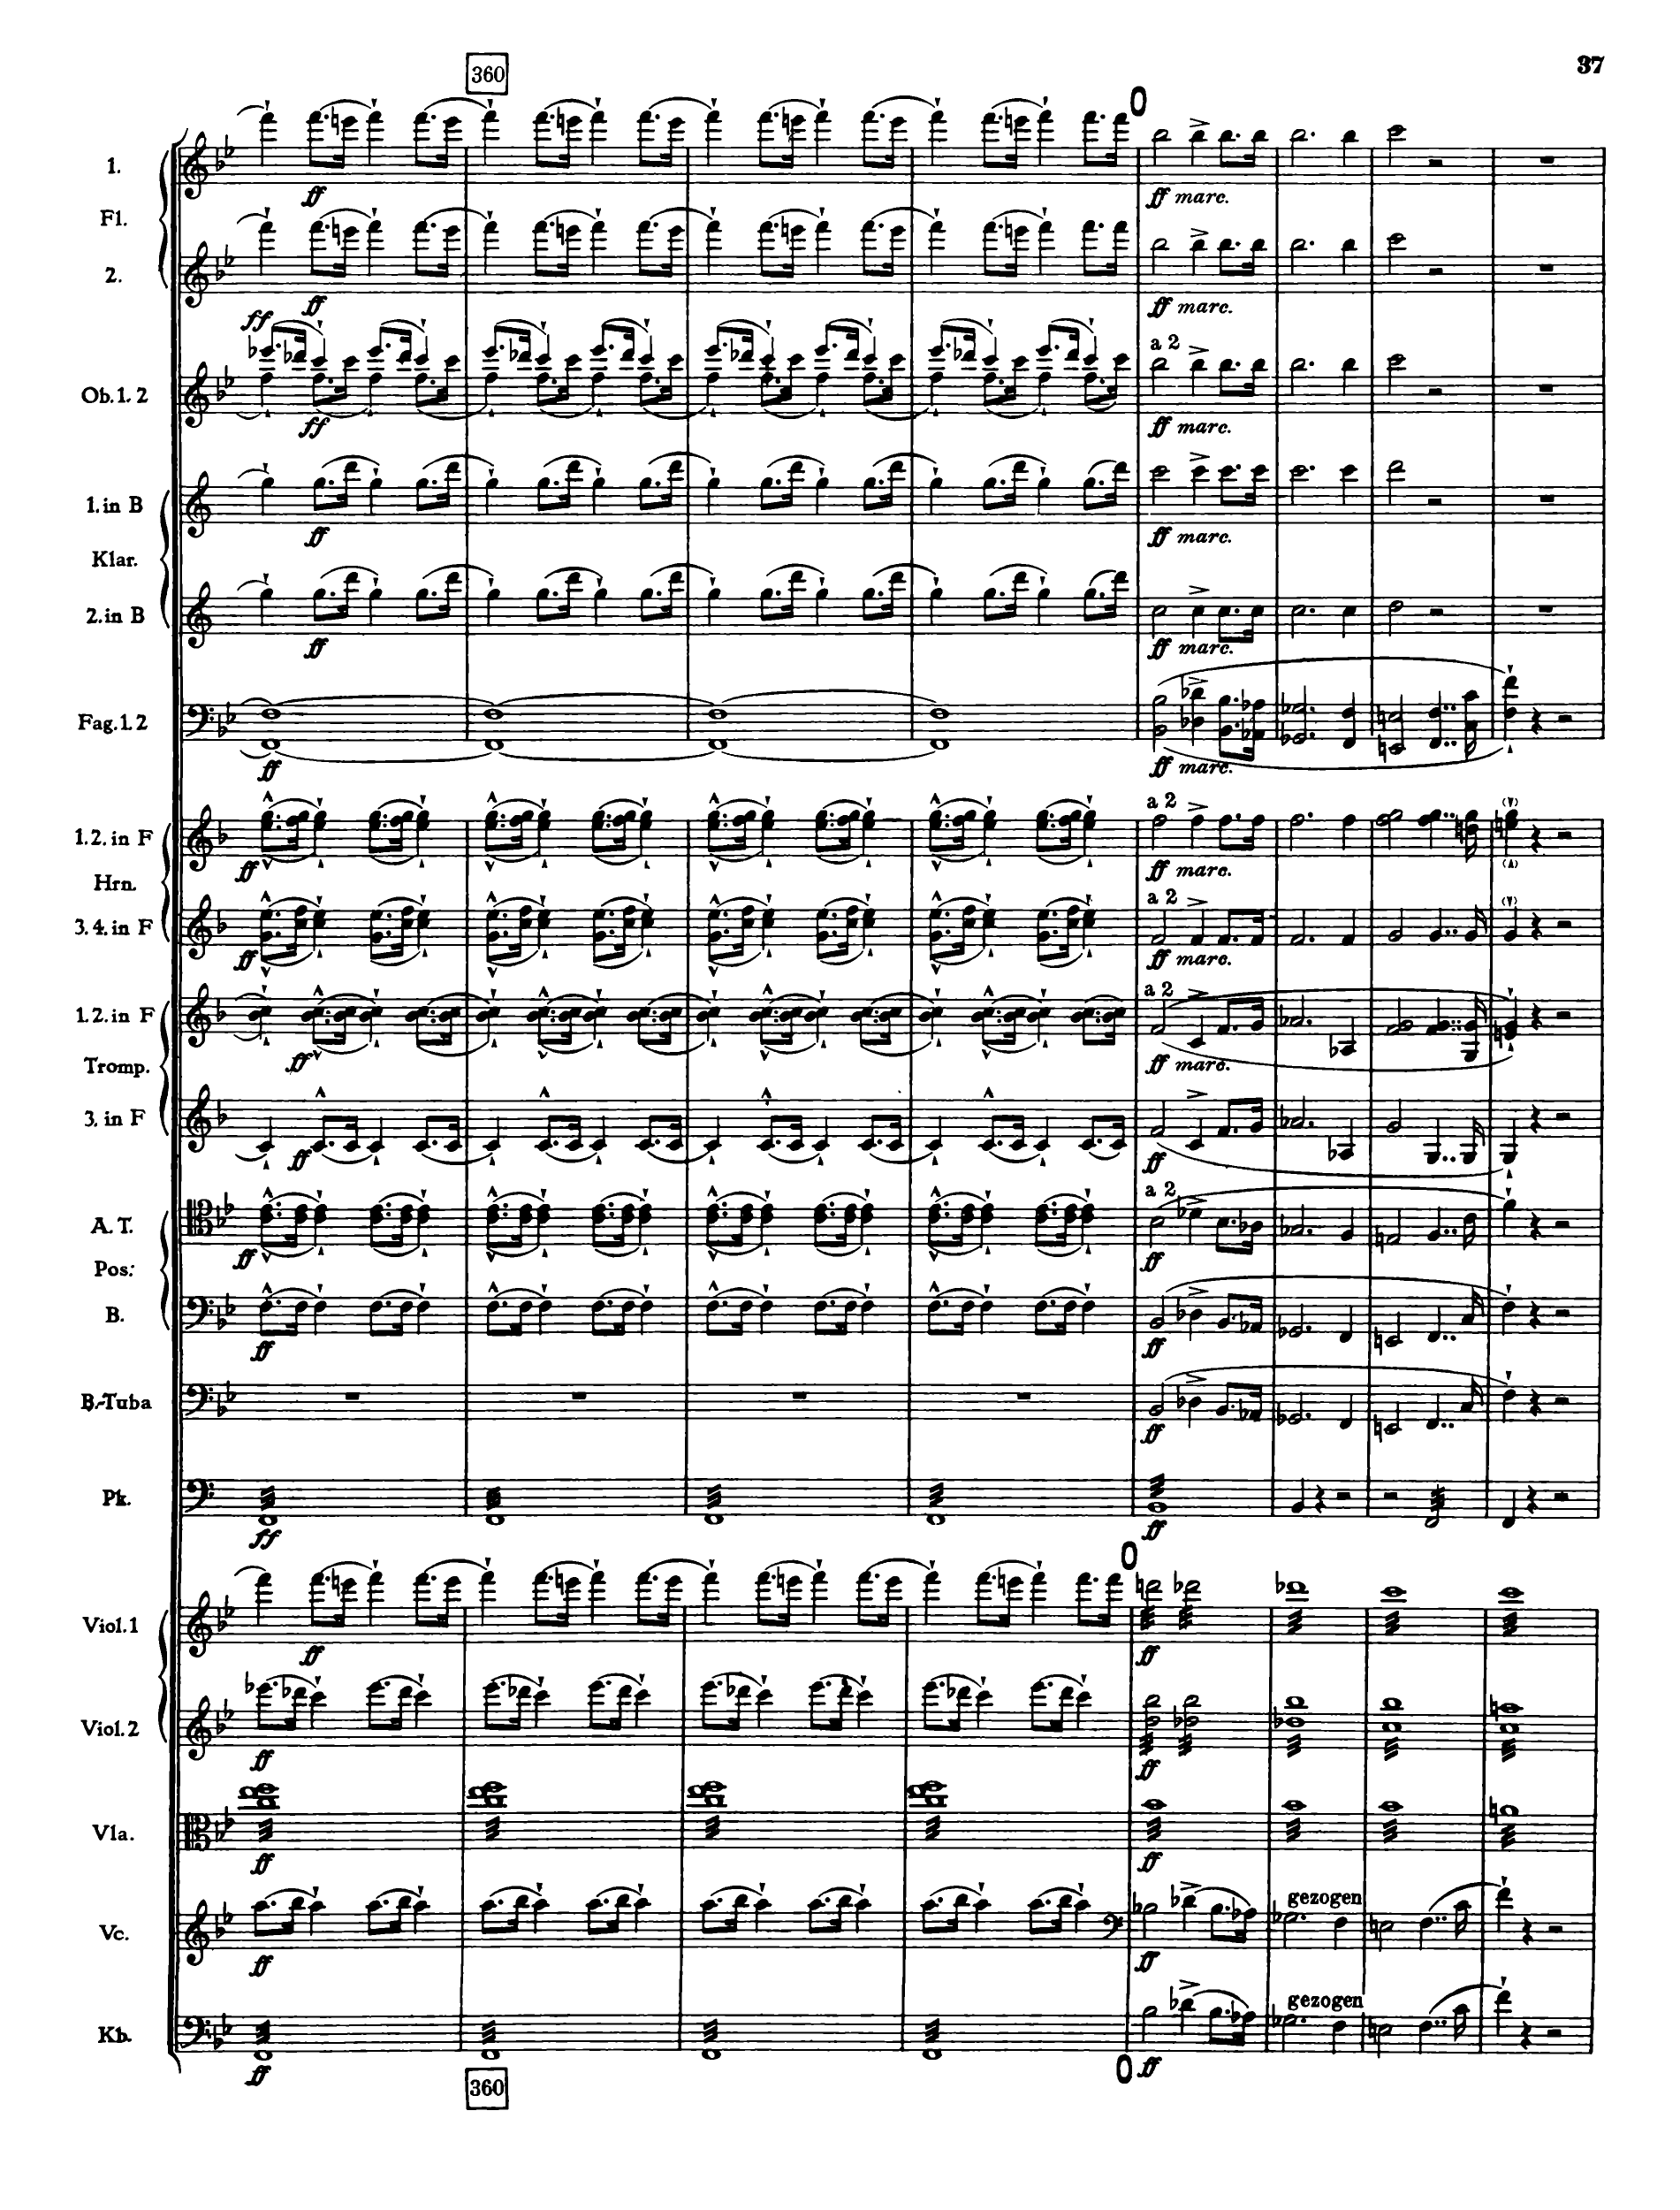 37
360
O
1.
ff
ff marc.
Fl.
2.
ff
ff
ff marc.
a 2
Ob. 1. 2
ff
ff marc.
1. in B
ff
ff marc.
Klar.
2. in B
ff
ff marc.
Fag. 1. 2
ff
ff marc.
a 2
1. 2. in F
ff
ff marc.
Hrn.
a 2
3. 4. in F
ff
ff marc.
a 2
1. 2. in F
ff
ff marc.
Tromp.
3. in F
ff
ff
a 2
A. T.
ff
ff
Pos:
B.
ff
ff
B.-Tuba
ff
Pk.
ff
ff
O
Viol. 1
ff
ff
Viol. 2
ff
ff
Vla.
ff
ff
gezogen
Vc.
ff
ff
gezogen
Kb.
ff
O
ff
360